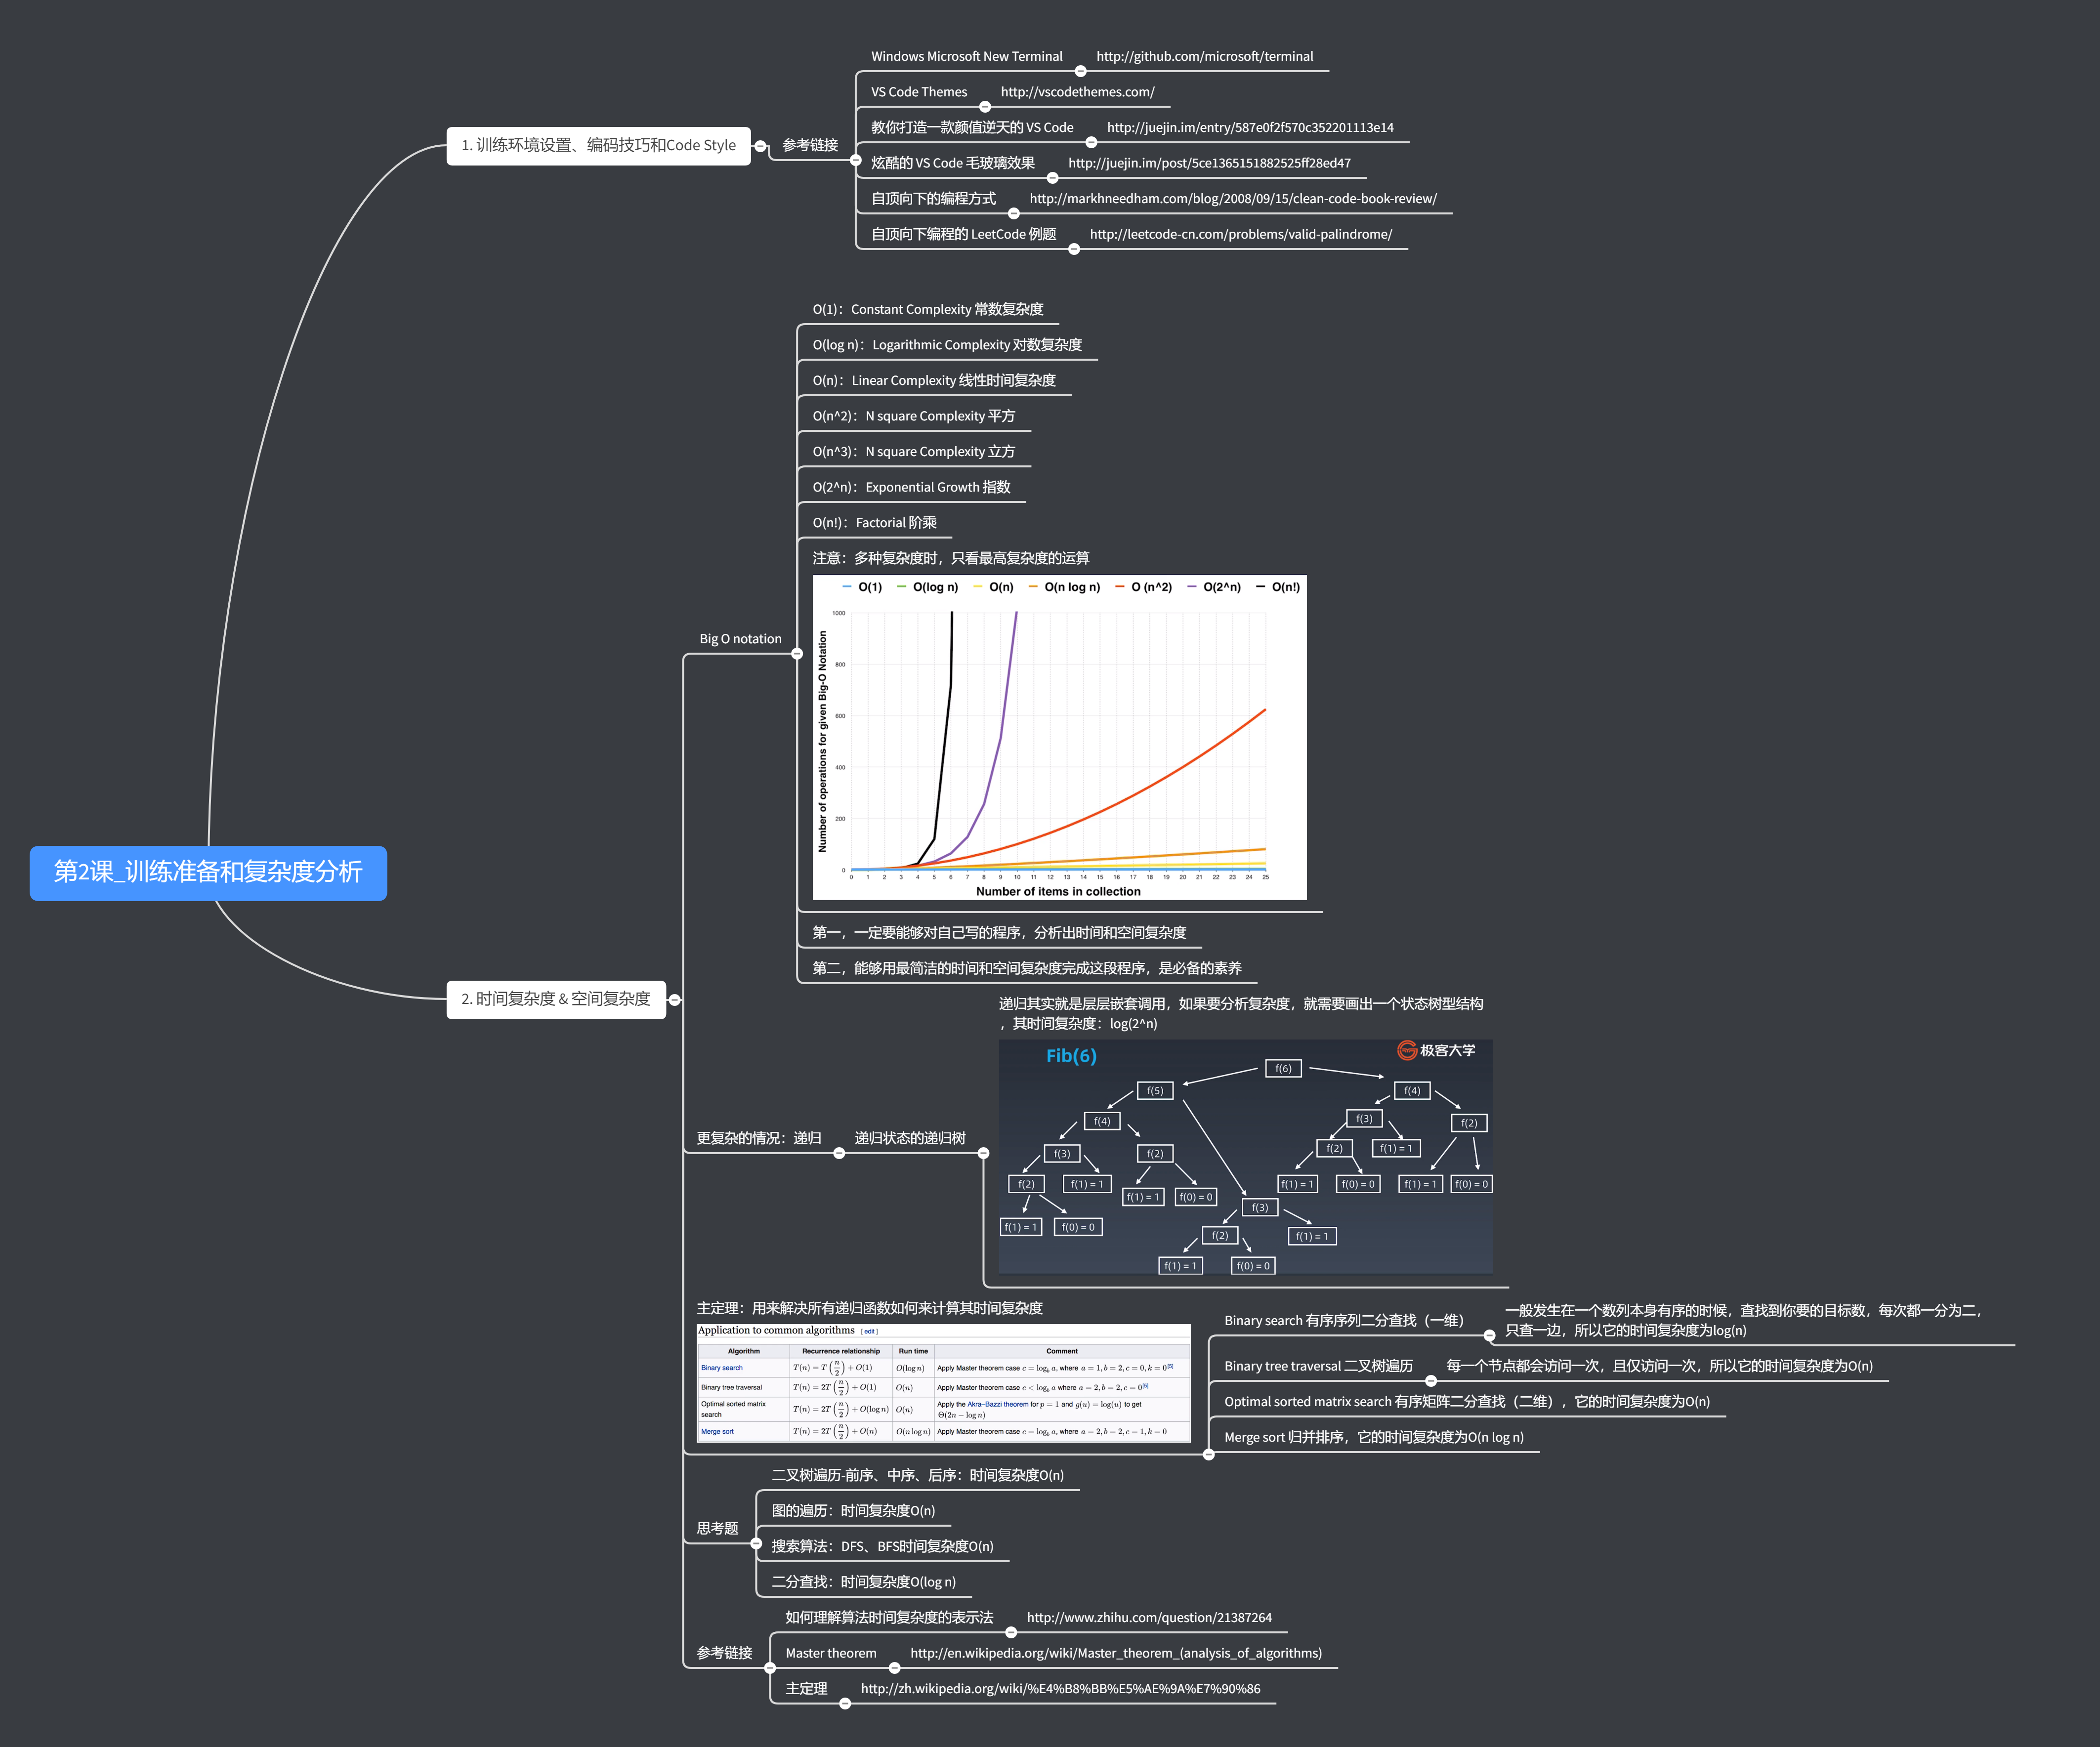 第2课_训练准备和复杂度分析
1. 训练环境设置、编码技巧和Code Style
参考链接
Windows Microsoft New Terminal
http://github.com/microsoft/terminal
VS Code Themes
http://vscodethemes.com/
教你打造一款颜值逆天的 VS Code
http://juejin.im/entry/587e0f2f570c352201113e14
炫酷的 VS Code 毛玻璃效果
http://juejin.im/post/5ce1365151882525ff28ed47
自顶向下的编程方式
http://markhneedham.com/blog/2008/09/15/clean-code-book-review/
自顶向下编程的 LeetCode 例题
http://leetcode-cn.com/problems/valid-palindrome/
2. 时间复杂度 & 空间复杂度
Big O notation
O(1)：Constant Complexity 常数复杂度
O(log n)：Logarithmic Complexity 对数复杂度
O(n)：Linear Complexity 线性时间复杂度
O(n^2)：N square Complexity 平方
O(n^3)：N square Complexity 立方
O(2^n)：Exponential Growth 指数
O(n!)：Factorial 阶乘
注意：多种复杂度时，只看最高复杂度的运算
O(1) O(log n) O(n) O(n log n) O (n^2) O(2^n) O(n!)
Number of operations for given Big-O Notation
1000
800
600
400
200
0
0 1 2 3 4 5 6 7 8 9 10 11 12 13 14 15 16 17 18 19 20 21 22 23 24 25
Number of items in collection
第一，一定要能够对自己写的程序，分析出时间和空间复杂度
第二，能够用最简洁的时间和空间复杂度完成这段程序，是必备的素养
更复杂的情况：递归
递归状态的递归树
递归其实就是层层嵌套调用，如果要分析复杂度，就需要画出一个状态树型结构
，其时间复杂度：log(2^n)
Fib(6)
极客大学
f(6)
f(5) f(4)
f(4) f(3) f(2)
f(3) f(2) f(2) f(1) = 1
f(2) f(1) = 1 f(1) = 1 f(0) = 0 f(1) = 1 f(0) = 0 f(1) = 1 f(0) = 0
f(3)
f(1) = 1 f(0) = 0 f(2) f(1) = 1
f(1) = 1 f(0) = 0
主定理：用来解决所有递归函数如何来计算其时间复杂度
Application to common algorithms [ edit ]
Algorithm Recurrence relationship Run time Comment
Binary search T(n) = T(n/2) + O(1) O(log n) Apply Master theorem case c = log_b a, where a = 1, b = 2, c = 0, k = 0[5]
Binary tree traversal T(n) = 2T(n/2) + O(1) O(n) Apply Master theorem case c < log_b a where a = 2, b = 2, c = 0[5]
Optimal sorted matrix search T(n) = 2T(n/2) + O(log n) O(n) Apply the Akra–Bazzi theorem for p = 1 and g(u) = log(u) to get Θ(2n − log n)
Merge sort T(n) = 2T(n/2) + O(n) O(n log n) Apply Master theorem case c = log_b a, where a = 2, b = 2, c = 1, k = 0
Binary search 有序序列二分查找（一维）
一般发生在一个数列本身有序的时候，查找到你要的目标数，每次都一分为二，
只查一边，所以它的时间复杂度为log(n)
Binary tree traversal 二叉树遍历
每一个节点都会访问一次，且仅访问一次，所以它的时间复杂度为O(n)
Optimal sorted matrix search 有序矩阵二分查找（二维），它的时间复杂度为O(n)
Merge sort 归并排序，它的时间复杂度为O(n log n)
思考题
二叉树遍历-前序、中序、后序：时间复杂度O(n)
图的遍历：时间复杂度O(n)
搜索算法：DFS、BFS时间复杂度O(n)
二分查找：时间复杂度O(log n)
参考链接
如何理解算法时间复杂度的表示法
http://www.zhihu.com/question/21387264
Master theorem
http://en.wikipedia.org/wiki/Master_theorem_(analysis_of_algorithms)
主定理
http://zh.wikipedia.org/wiki/%E4%B8%BB%E5%AE%9A%E7%90%86